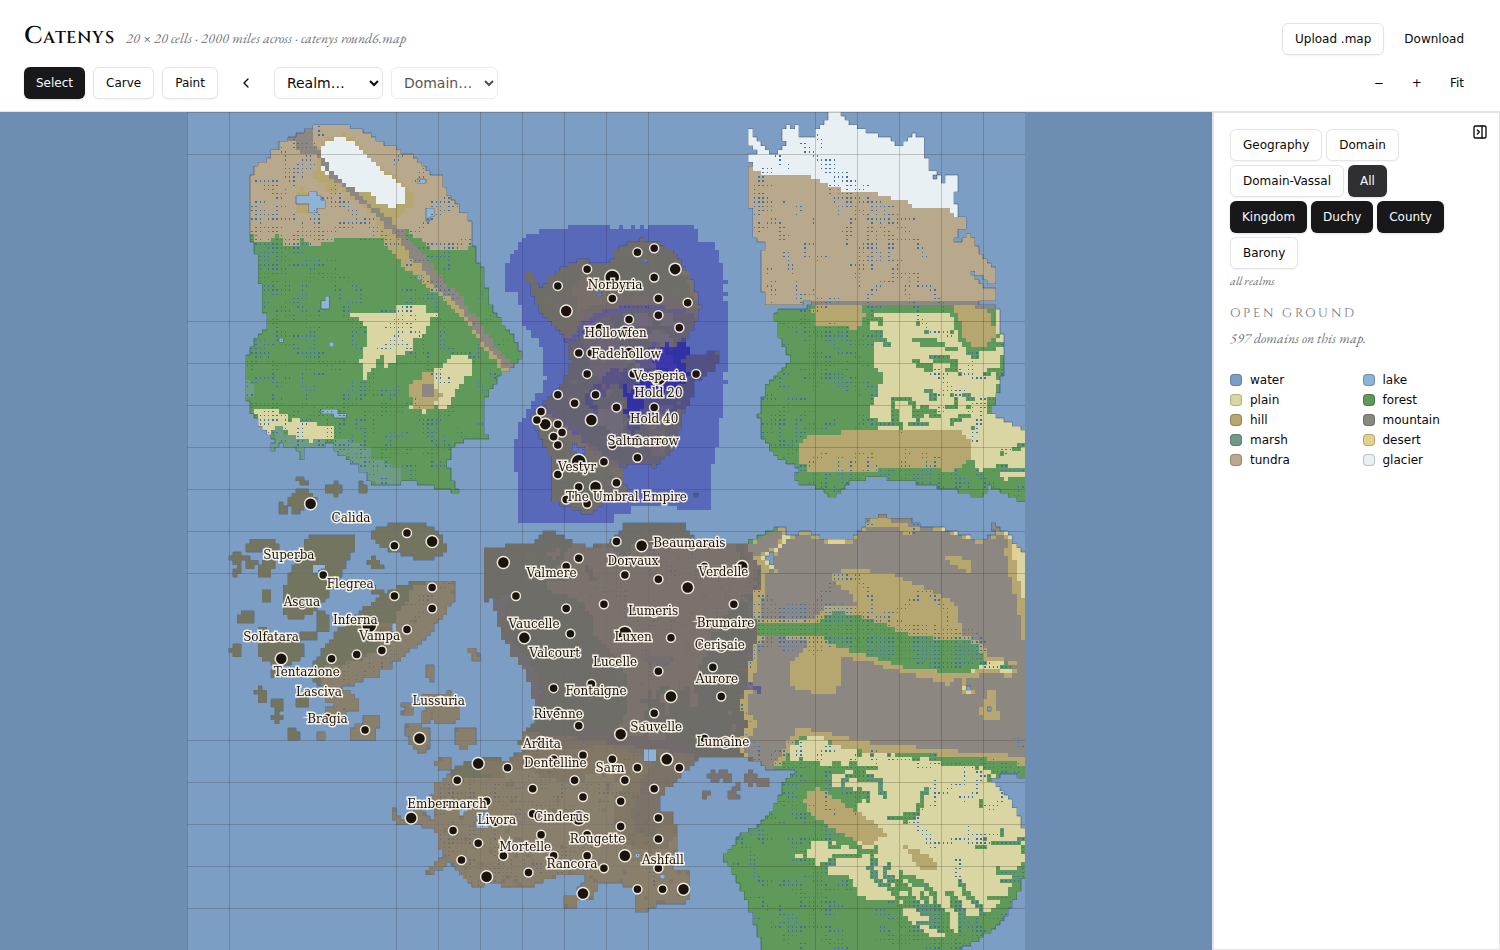 Catenys 20 × 20 cells · 2000 miles across · catenys round6.map
Upload .map Download
Select Carve Paint Realm... Domain...
− + Fit
Geography Domain
Domain-Vassal All
Kingdom Duchy County
Barony
all realms
OPEN GROUND
597 domains on this map.
water lake
plain forest
hill mountain
marsh desert
tundra glacier
Norbyria
Hollowfen
Fadehollow
Vesperia
Hold 20
Hold 40
Saltmarrow
Vestyr
The Umbral Empire
Calida
Superba
Flegrea
Ascua
Inferna
Solfatara
Vampa
Tentazione
Lasciva
Bragia
Lussuria
Beaumarais
Dorvaux
Valmere
Verdelle
Lumeris
Vaucelle
Brumaire
Luxen
Cerisaie
Valcourt
Lucelle
Aurore
Fontaigne
Rivenne
Sauvelle
Lumaine
Ardita
Dentelline
Sarn
Embermarch
Livora
Cinderus
Rougette
Mortelle
Rancora
Ashfall